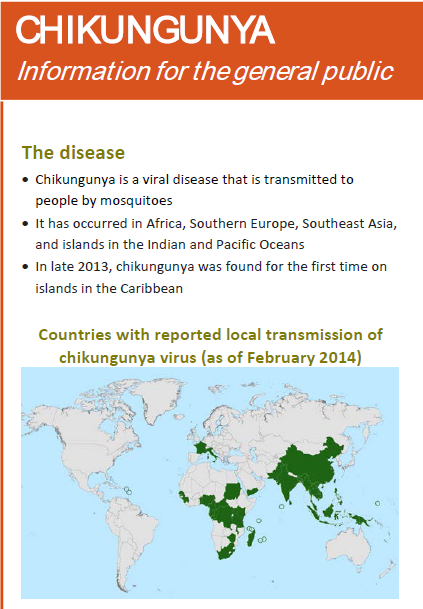 CHIKUNGUNYA
Information for the general public
The disease
• Chikungunya is a viral disease that is transmitted to
people by mosquitoes
• It has occurred in Africa, Southern Europe, Southeast Asia,
and islands in the Indian and Pacific Oceans
• In late 2013, chikungunya was found for the first time on
islands in the Caribbean
Countries with reported local transmission of
chikungunya virus (as of February 2014)